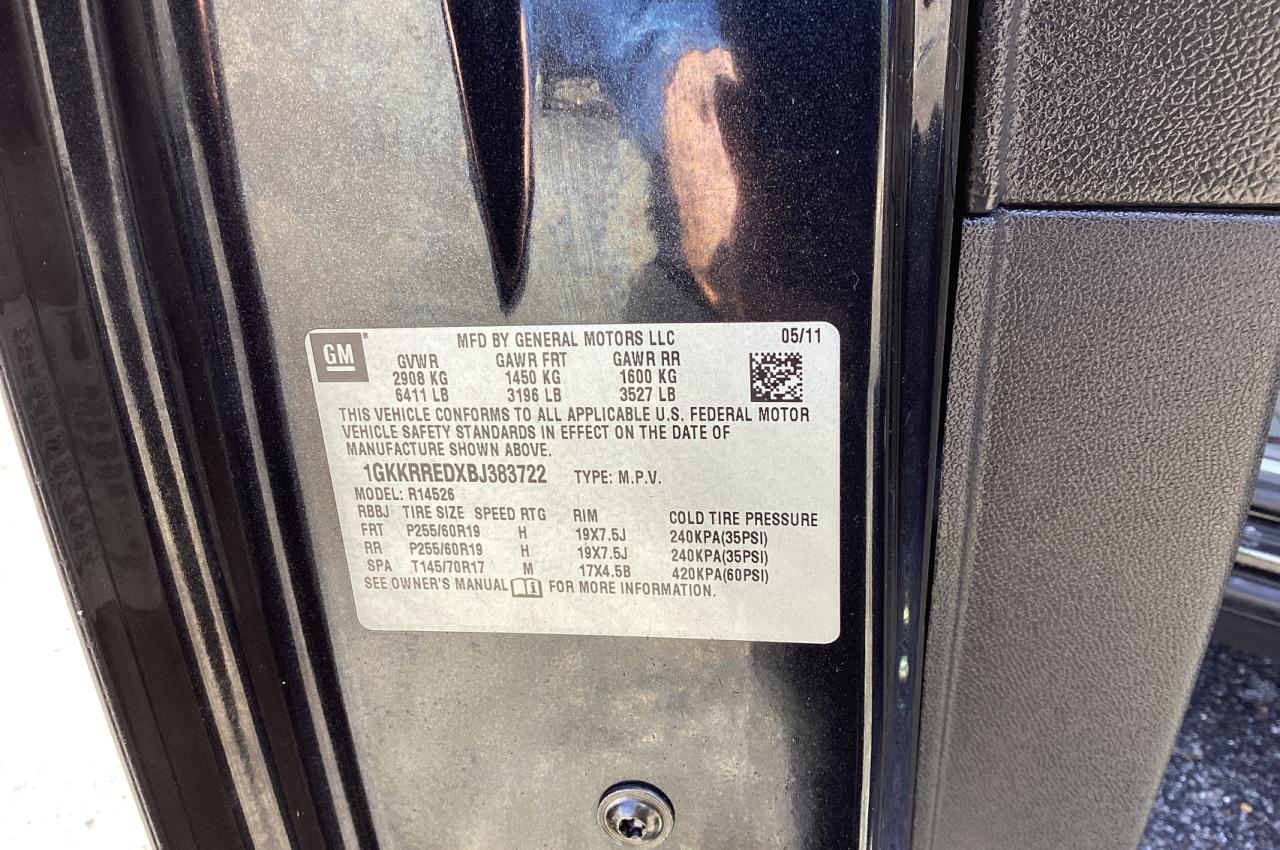 GM
MFD BY GENERAL MOTORS LLC 05/11
GVWR GAWR FRT GAWR RR
2908 KG 1450 KG 1600 KG
6411 LB 3196 LB 3527 LB
THIS VEHICLE CONFORMS TO ALL APPLICABLE U.S. FEDERAL MOTOR
VEHICLE SAFETY STANDARDS IN EFFECT ON THE DATE OF
MANUFACTURE SHOWN ABOVE.
1GKKRREDXBJ383722 TYPE: M.P.V.
MODEL: R14526
RBBJ TIRE SIZE SPEED RTG RIM COLD TIRE PRESSURE
FRT P255/60R19 H 19X7.5J 240KPA(35PSI)
RR P255/60R19 H 19X7.5J 240KPA(35PSI)
SPA T145/70R17 M 17X4.5B 420KPA(60PSI)
SEE OWNER'S MANUAL FOR MORE INFORMATION.